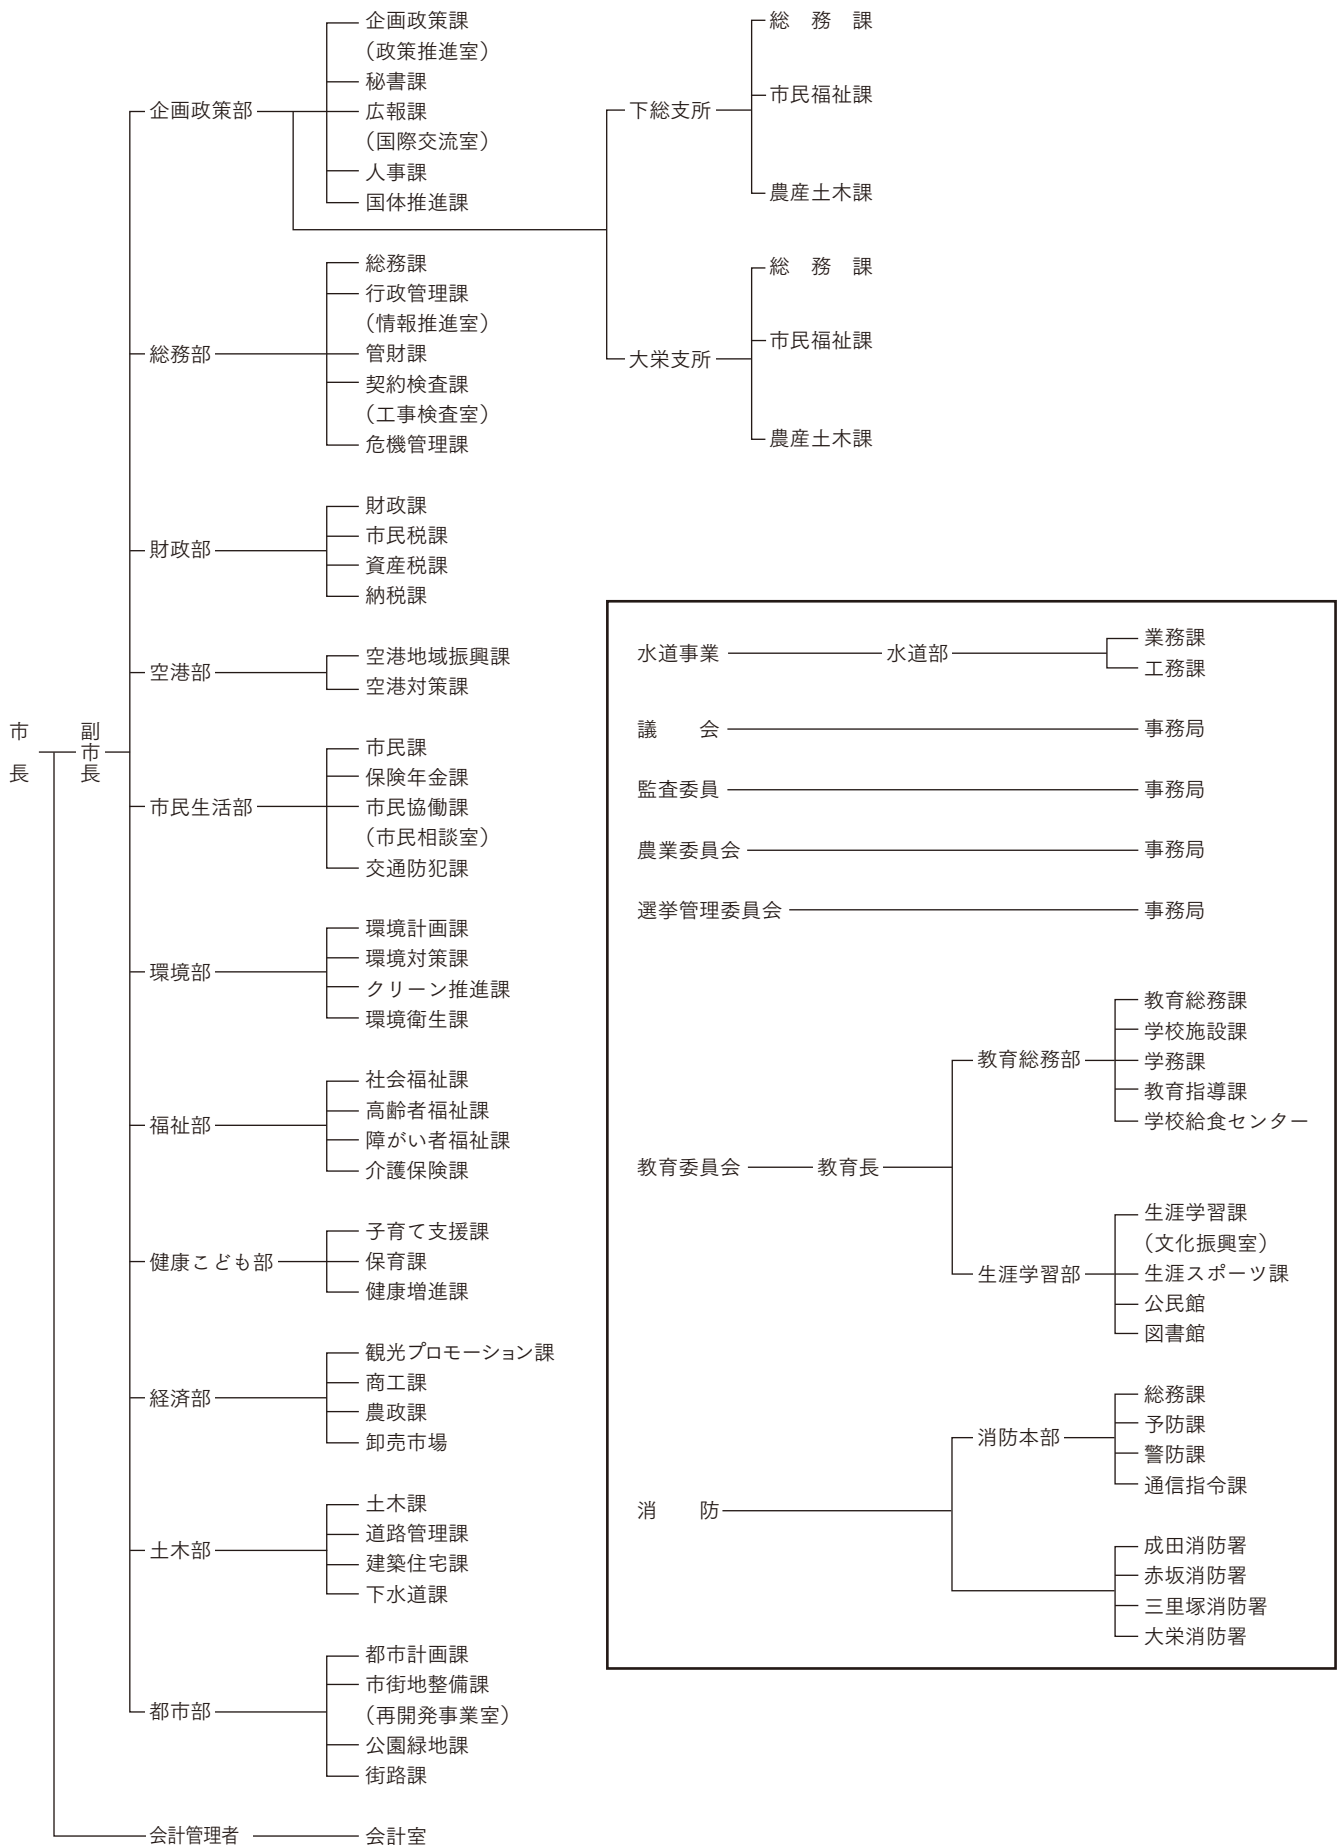 市長
副市長
企画政策部
企画政策課
（政策推進室）
秘書課
広報課
（国際交流室）
人事課
国体推進課
下総支所
総　務　課
市民福祉課
農産土木課
大栄支所
総　務　課
市民福祉課
農産土木課
総務部
総務課
行政管理課
（情報推進室）
管財課
契約検査課
（工事検査室）
危機管理課
財政部
財政課
市民税課
資産税課
納税課
空港部
空港地域振興課
空港対策課
市民生活部
市民課
保険年金課
市民協働課
（市民相談室）
交通防犯課
環境部
環境計画課
環境対策課
クリーン推進課
環境衛生課
福祉部
社会福祉課
高齢者福祉課
障がい者福祉課
介護保険課
健康こども部
子育て支援課
保育課
健康増進課
経済部
観光プロモーション課
商工課
農政課
卸売市場
土木部
土木課
道路管理課
建築住宅課
下水道課
都市部
都市計画課
市街地整備課
（再開発事業室）
公園緑地課
街路課
会計管理者
会計室
水道事業
水道部
業務課
工務課
議　会
事務局
監査委員
事務局
農業委員会
事務局
選挙管理委員会
事務局
教育委員会
教育長
教育総務部
教育総務課
学校施設課
学務課
教育指導課
学校給食センター
生涯学習部
生涯学習課
（文化振興室）
生涯スポーツ課
公民館
図書館
消　防
消防本部
総務課
予防課
警防課
通信指令課
成田消防署
赤坂消防署
三里塚消防署
大栄消防署